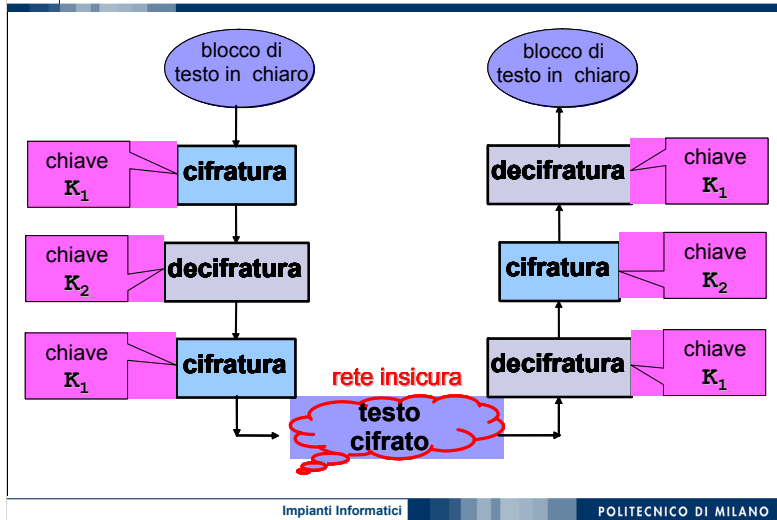 blocco di
testo in chiaro
chiave
K₁
cifratura
chiave
K₂
decifratura
chiave
K₁
cifratura
rete insicura
testo
cifrato
blocco di
testo in chiaro
decifratura
chiave
K₁
cifratura
chiave
K₂
decifratura
chiave
K₁
Impianti Informatici
POLITECNICO DI MILANO